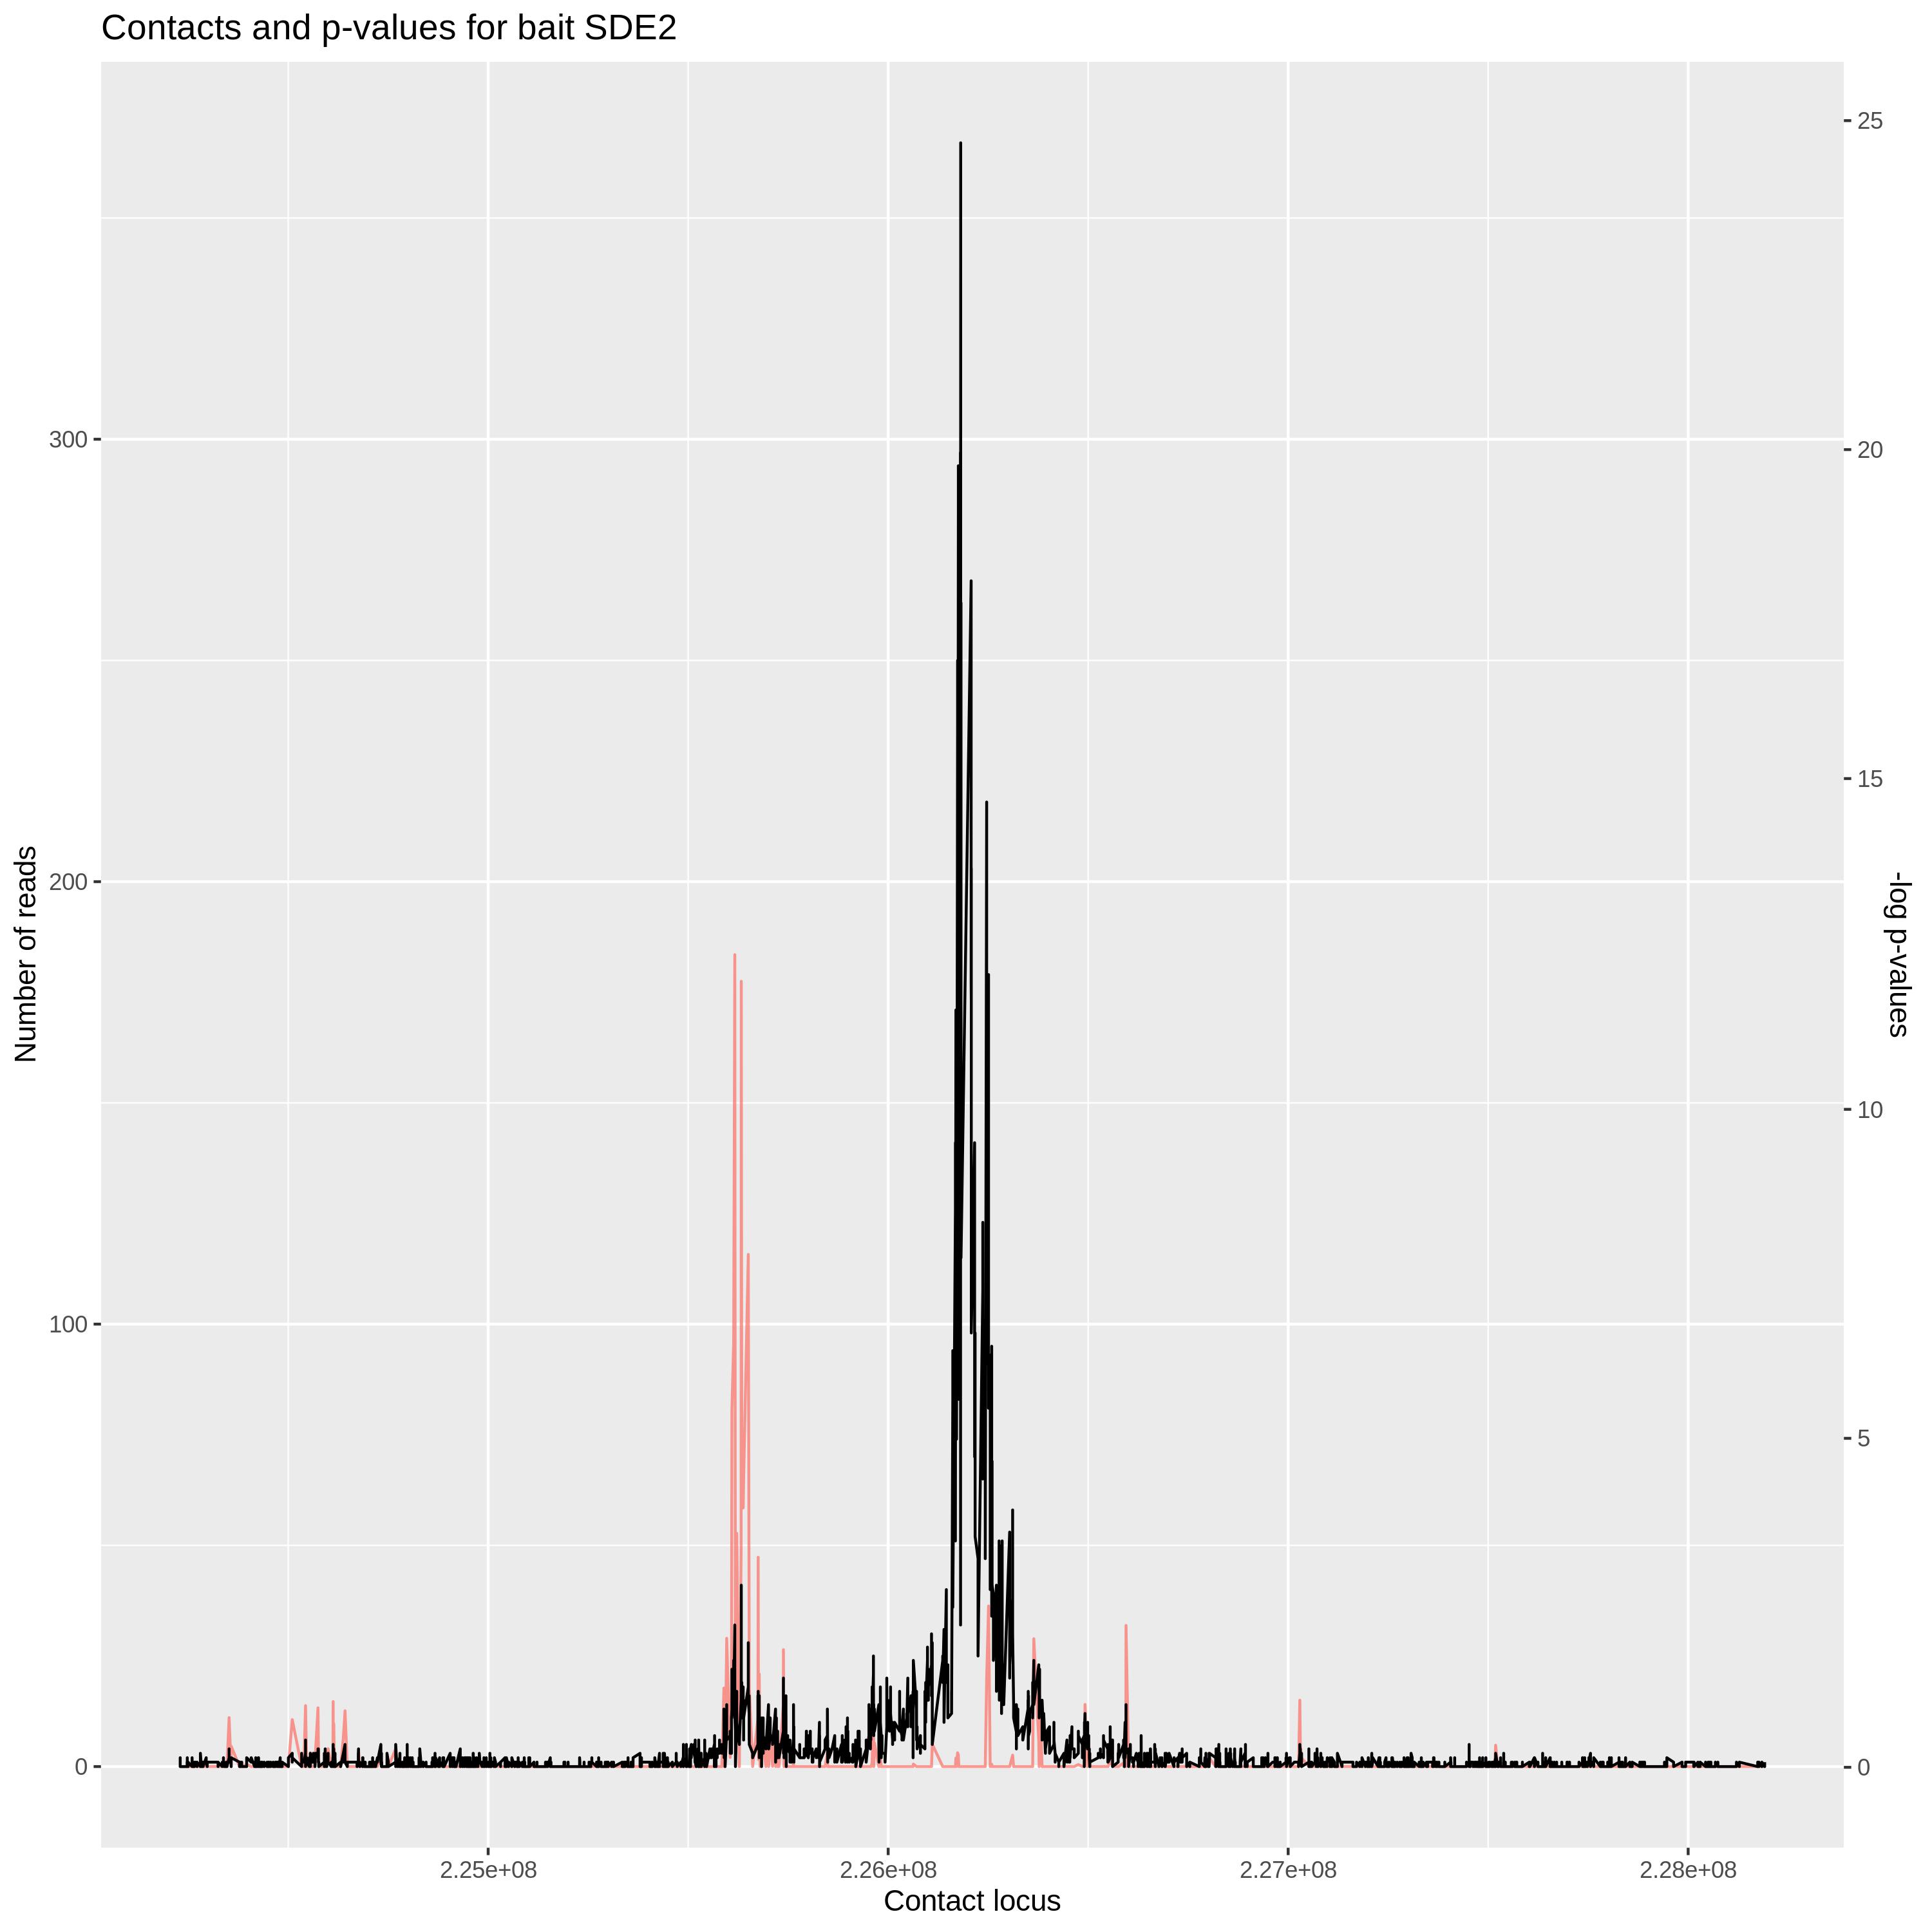 Contacts and p-values for bait SDE2
Number of reads
300
200
100
0
25
20
15
10
5
0
-log p-values
2.25e+08
2.26e+08
2.27e+08
2.28e+08
Contact locus